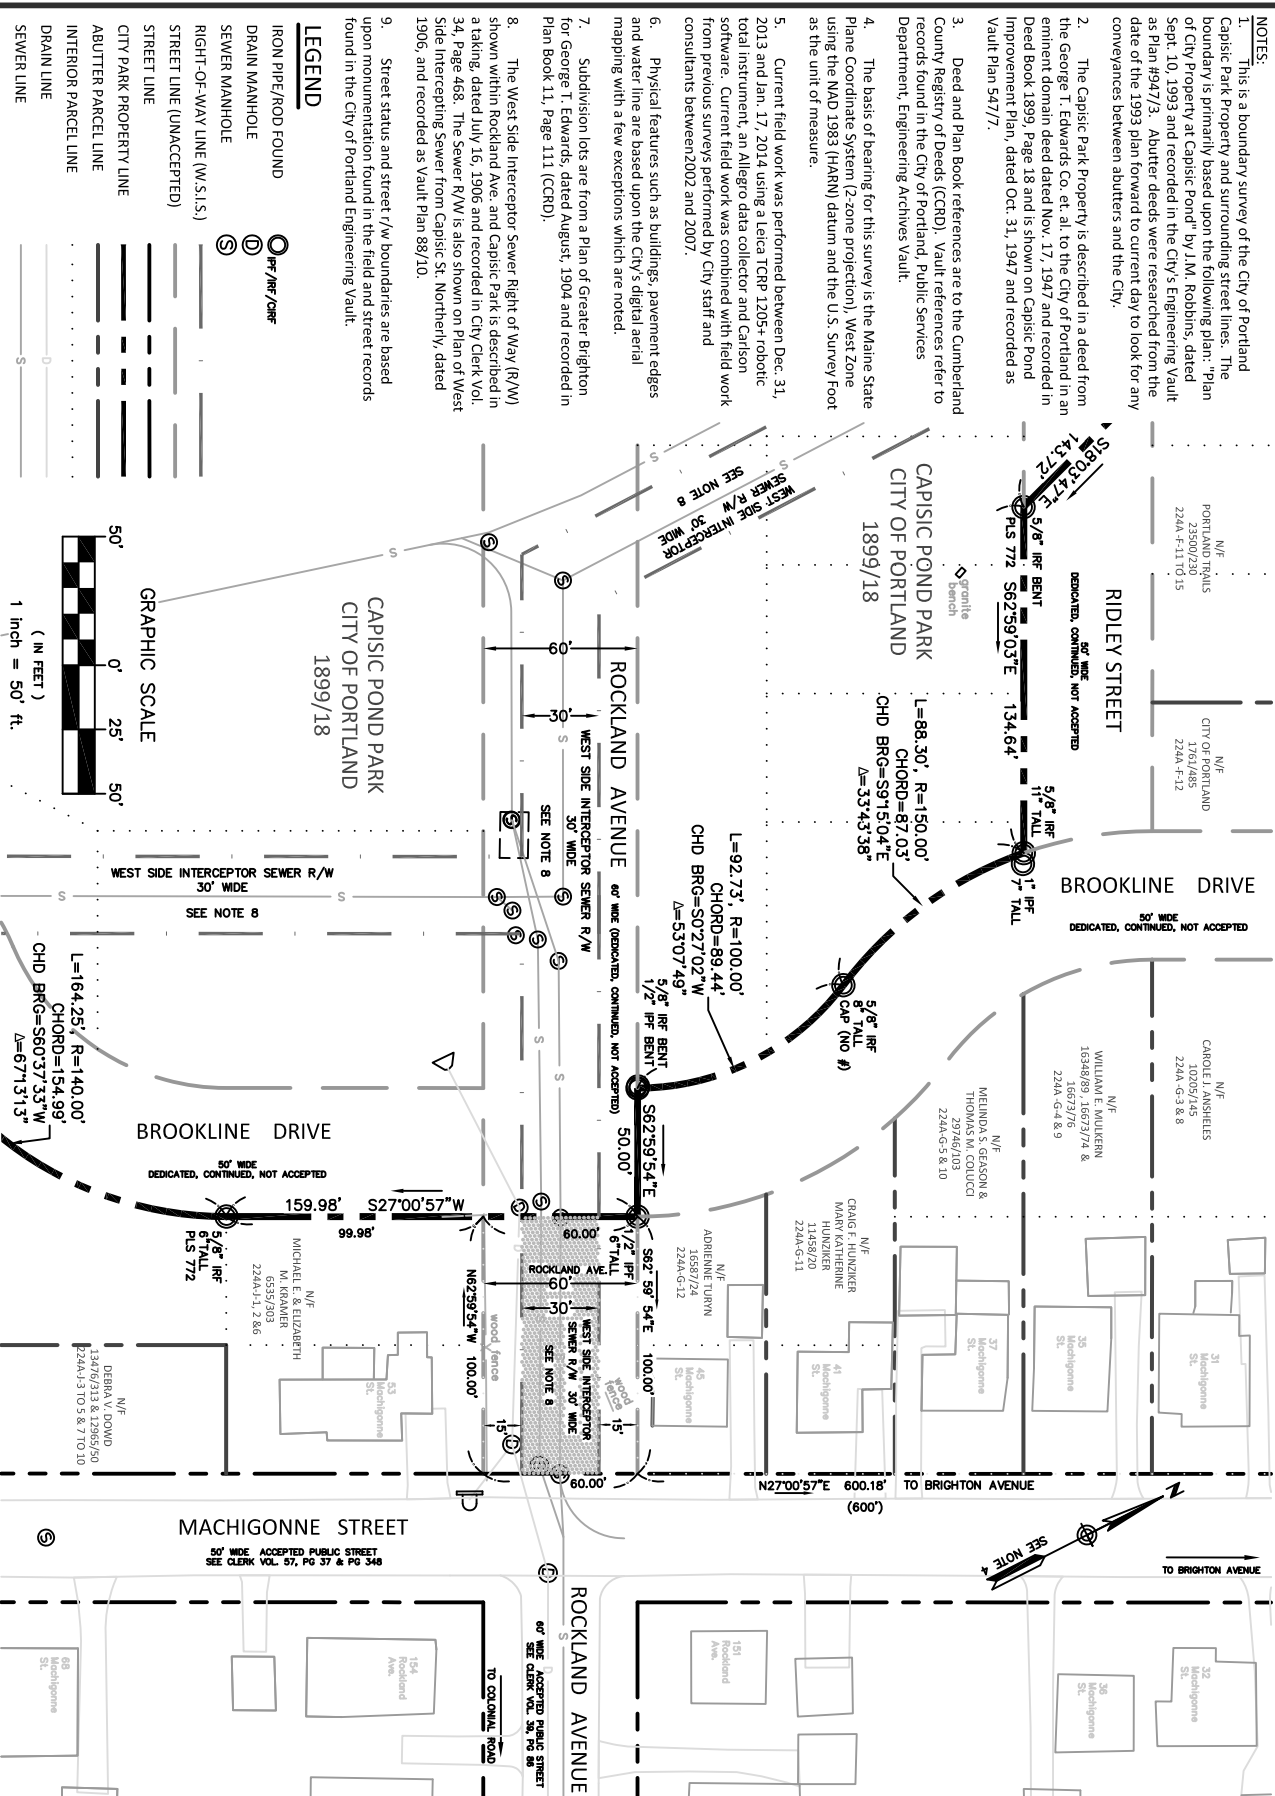 NOTES:
1. This is a boundary survey of the City of Portland
Capisic Park Property and surrounding street lines. The
boundary is primarily based upon the following plan: "Plan
of City Property at Capisic Pond" by J.M. Robbins, dated
Sept. 10, 1993 and recorded in the City's Engineering Vault
as Plan #947/3. Abutter deeds were researched from the
date of the 1993 plan forward to current day to look for any
conveyances between abutters and the City.
2. The Capisic Park Property is described in a deed from
the George T. Edwards Co. et. al. to the City of Portland in an
eminent domain deed dated Nov. 17, 1947 and recorded in
Deed Book 1899, Page 18 and is shown on Capisic Pond
Improvement Plan, dated Oct. 31, 1947 and recorded as
Vault Plan 547/7.
3. Deed and Plan Book references are to the Cumberland
County Registry of Deeds (CCRD). Vault references refer to
records found in the City of Portland, Public Services
Department, Engineering Archives Vault.
4. The basis of bearing for this survey is the Maine State
Plane Coordinate System (2-zone projection), West Zone
using the NAD 1983 (HARN) datum and the U.S. Survey Foot
as the unit of measure.
5. Current field work was performed between Dec. 31,
2013 and Jan. 17, 2014 using a Leica TCRP 1205+ robotic
total instrument, an Allegro data collector and Carlson
software. Current field work was combined with field work
from previous surveys performed by City staff and
consultants between2002 and 2007.
6. Physical features such as buildings, pavement edges
and water line are based upon the City's digital aerial
mapping with a few exceptions which are noted.
7. Subdivision lots are from a Plan of Greater Brighton
for George T. Edwards, dated August, 1904 and recorded in
Plan Book 11, Page 111 (CCRD).
8. The West Side Interceptor Sewer Right of Way (R/W)
shown within Rockland Ave. and Capisic Park is described in
a taking, dated July 16, 1906 and recorded in City Clerk Vol.
34, Page 468. The Sewer R/W is also shown on Plan of West
Side Intercepting Sewer from Capisic St. Northerly, dated
1906, and recorded as Vault Plan 88/10.
9. Street status and street r/w boundaries are based
upon monumentation found in the field and street records
found in the City of Portland Engineering Vault.
LEGEND
IRON PIPE/ROD FOUND
IPF/IRF/CIRF
DRAIN MANHOLE
D
SEWER MANHOLE
S
RIGHT-OF-WAY LINE (W.S.I.S.)
STREET LINE (UNACCEPTED)
STREET LINE
CITY PARK PROPERTY LINE
ABUTTER PARCEL LINE
INTERIOR PARCEL LINE
DRAIN LINE
D
SEWER LINE
S
N/F
PORTLAND TRAILS
23500/230
224A -F-11 TO 15
N/F
CITY OF PORTLAND
1761/485
224A -F-12
RIDLEY STREET
50' WIDE
DEDICATED, CONTINUED, NOT ACCEPTED
S18°03'47"E
143.72'
5/8" IRF BENT
PLS 772
S62°59'03"E 134.64'
5/8" IRF
11" TALL
1" IPF
7" TALL
BROOKLINE DRIVE
50' WIDE
DEDICATED, CONTINUED, NOT ACCEPTED
granite
bench
CAPISIC POND PARK
CITY OF PORTLAND
1899/18
L=88.30', R=150.00'
CHORD=87.03'
CHD BRG=S9°15'04"E
Δ=33°43'38"
L=92.73', R=100.00'
CHORD=89.44'
CHD BRG=S0°27'02"W
Δ=53°07'49"
5/8" IRF
8" TALL
CAP (NO #)
5/8" IRF BENT
1/2" IPF BENT
S62°59'54"E
50.00'
WEST SIDE INTERCEPTOR
SEWER R/W 30' WIDE
SEE NOTE 8
ROCKLAND AVENUE
60' WIDE (DEDICATED, CONTINUED, NOT ACCEPTED)
60'
30'
WEST SIDE INTERCEPTOR SEWER R/W
30' WIDE
SEE NOTE 8
CAPISIC POND PARK
CITY OF PORTLAND
1899/18
GRAPHIC SCALE
50' 0' 25' 50'
( IN FEET )
1 inch = 50' ft.
WEST SIDE INTERCEPTOR SEWER R/W
30' WIDE
SEE NOTE 8
L=164.25', R=140.00'
CHORD=154.99'
CHD BRG=S60°37'33"W
Δ=67°13'13"
BROOKLINE DRIVE
50' WIDE
DEDICATED, CONTINUED, NOT ACCEPTED
159.98' S27°00'57"W
99.98'
5/8" IRF
6"TALL
PLS 772
1/2" IPF
6"TALL
60.00'
ROCKLAND AVE.
60'
30'
WEST SIDE INTERCEPTOR
SEWER R/W 30' WIDE
SEE NOTE 8
S62° 59' 54"E 100.00'
N62°59'54"W 100.00'
wood fence
wood
fence
15'
15'
60.00'
N/F
CAROLE J. ANSHELES
10205/145
224A -G-3 & 8
N/F
WILLIAM E. MULKERN
16348/89 , 16673/74 &
16673/76
224A -G-4 & 9
N/F
MELINDA S. GEASON &
THOMAS M. COLUCCI
29746/103
224A-G-5 & 10
N/F
CRAIG F. HUNZIKER
MARY KATHERINE
HUNZIKER
11458/20
224A-G-11
N/F
ADRIENNE TURYN
16587/24
224A-G-12
N/F
MICHAEL E. & ELIZABETH
M. KRAMER
6535/303
224A-J-1, 2 &6
N/F
DEBRA V. DOWD
13476/313 & 12965/50
224A-J-3 TO 5 & 7 TO 10
31
Machigonne
St.
35
Machigonne
St.
37
Machigonne
St.
41
Machigonne
St.
45
Machigonne
St.
53
Machigonne
St.
N27°00'57"E 600.18' TO BRIGHTON AVENUE
(600')
N
SEE NOTE 4
TO BRIGHTON AVENUE
MACHIGONNE STREET
50' WIDE ACCEPTED PUBLIC STREET
SEE CLERK VOL. 57, PG 37 & PG 348
ROCKLAND AVENUE
60' WIDE ACCEPTED PUBLIC STREET
SEE CLERK VOL. 39, PG 86
TO COLONIAL ROAD
32
Machigonne
St.
36
Machigonne
St.
151
Rockland
Ave.
154
Rockland
Ave.
68
Machigonne
St.